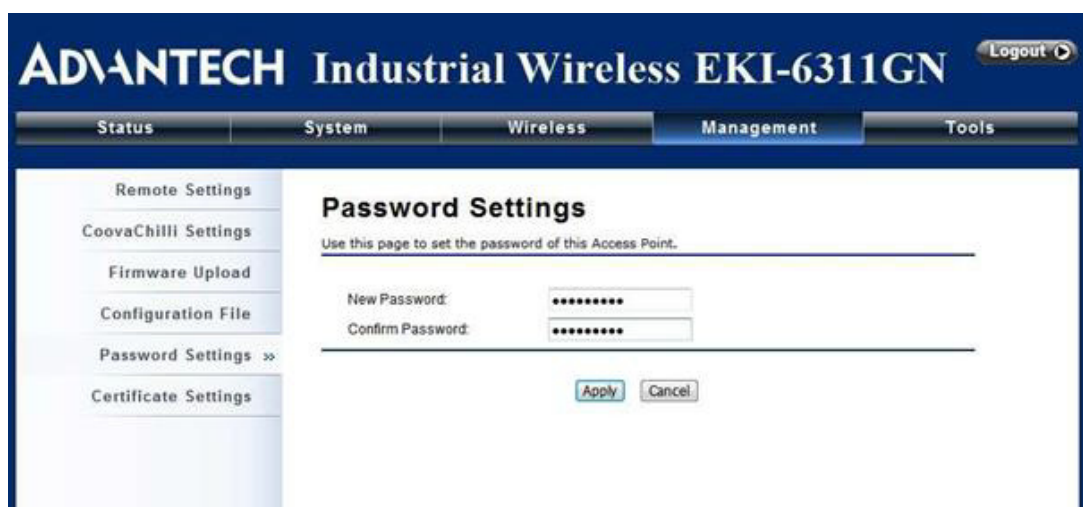 ADVANTECH Industrial Wireless EKI-6311GN
Logout
Status System Wireless Management Tools
Remote Settings
CoovaChilli Settings
Firmware Upload
Configuration File
Password Settings »
Certificate Settings
Password Settings
Use this page to set the password of this Access Point.
New Password: •••••••••
Confirm Password: •••••••••
Apply Cancel